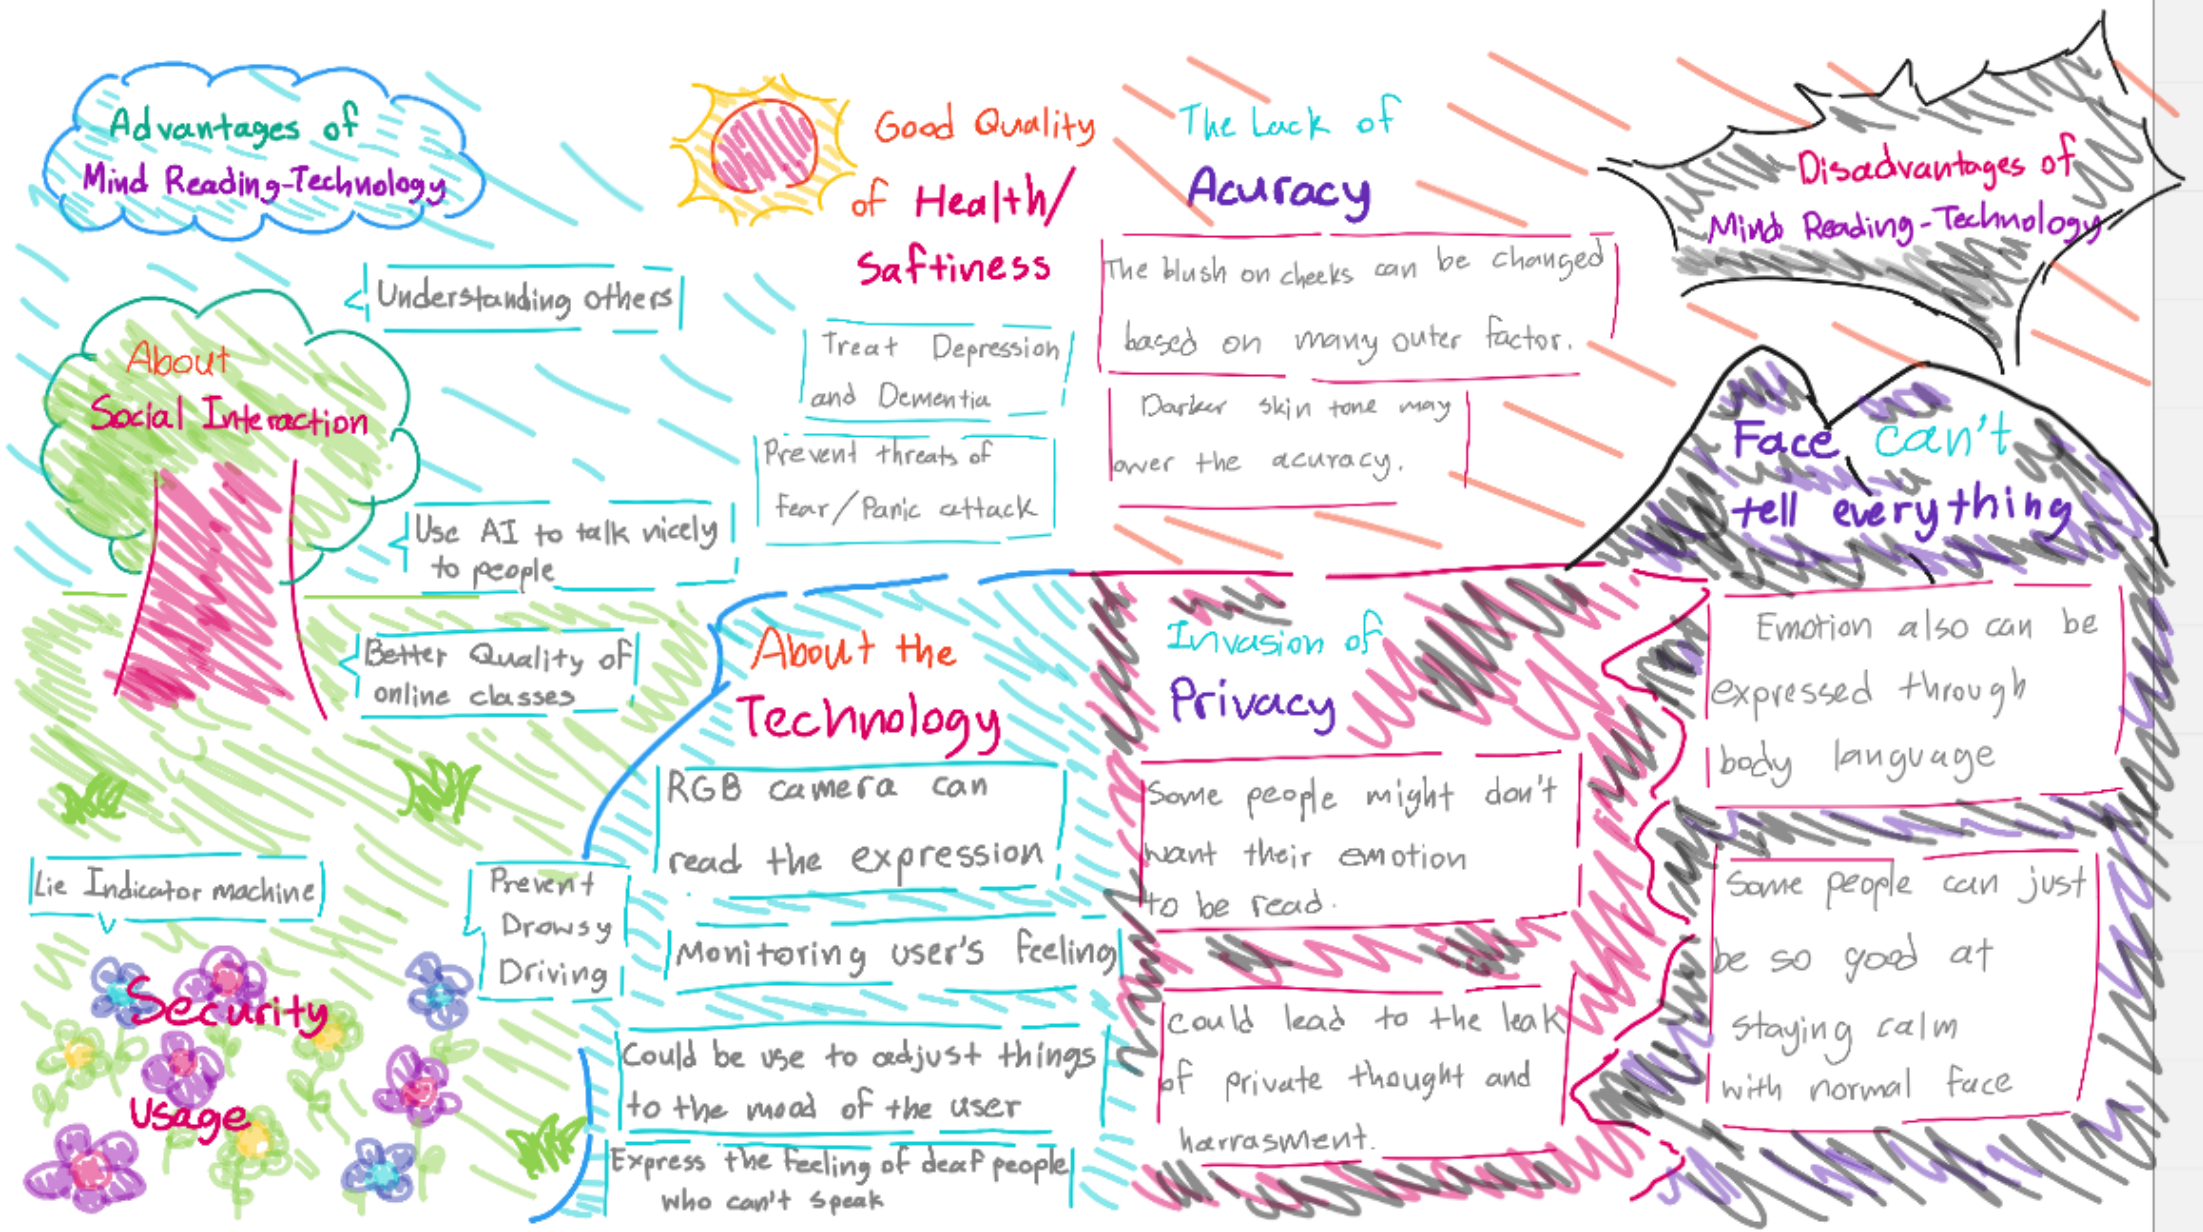 Advantages of
Mind Reading-Technology
About
Social Interaction
Understanding others
Use AI to talk nicely
to people
Better Quality of
online classes
Good Quality
of Health/
Saftiness
Treat Depression
and Dementia
Prevent threats of
fear/Panic attack
Lie Indicator machine
Prevent
Drowsy
Driving
Security
Usage
About the
Technology
RGB camera can
read the expression
Monitoring user's feeling
Could be use to adjust things
to the mood of the user
Express the feeling of deaf people
who can't speak
The Lack of
Acuracy
The blush on cheeks can be changed
based on many outer factor.
Darker skin tone may
lower the acuracy.
Invasion of
Privacy
Some people might don't
want their emotion
to be read.
Could lead to the leak
of private thought and
harrasment.
Disadvantages of
Mind Reading-Technology
Face can't
tell everything
Emotion also can be
expressed through
body language
Some people can just
be so good at
staying calm
with normal face